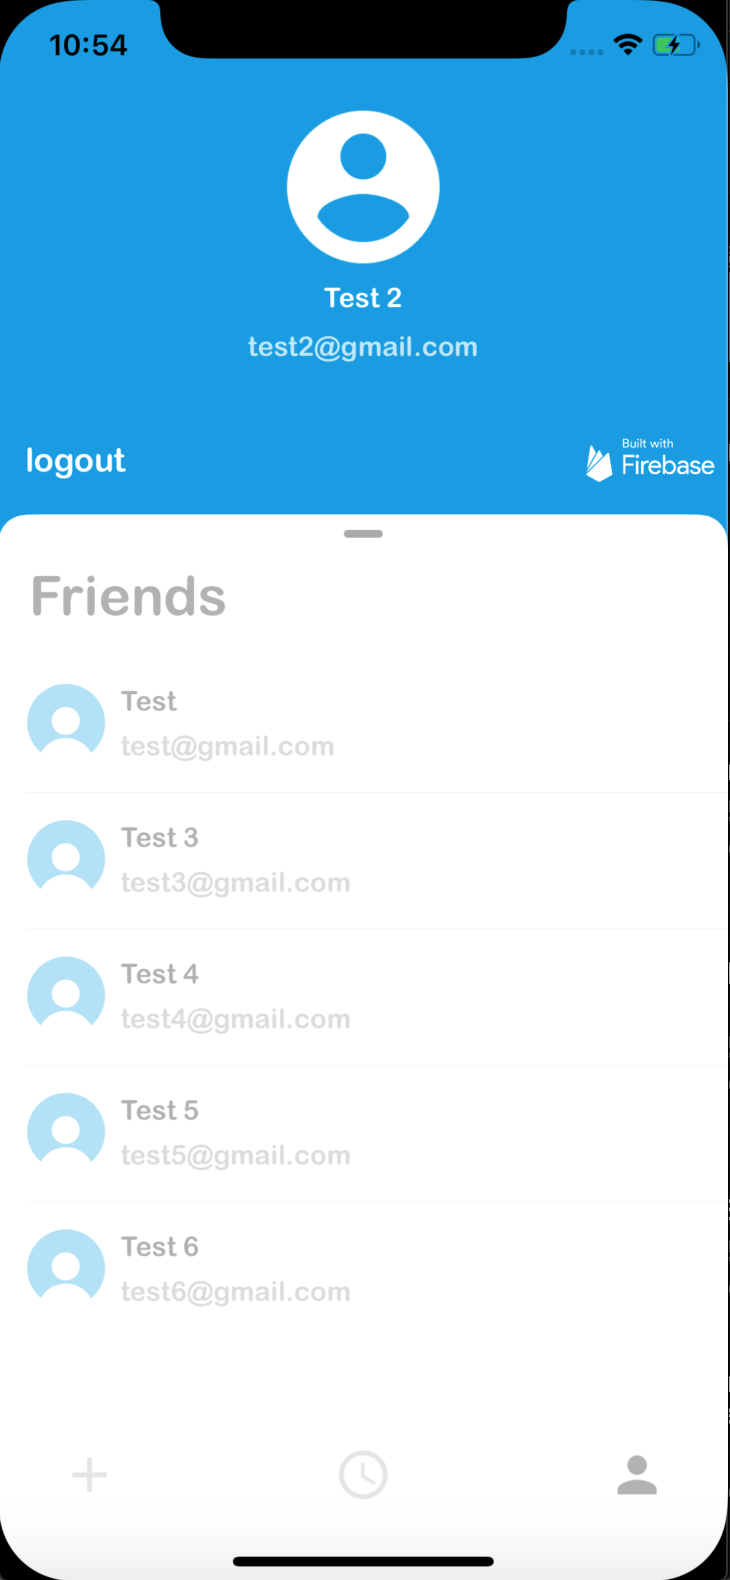 10:54
Test 2
test2@gmail.com
logout
Built with
Firebase
Friends
Test
test@gmail.com
Test 3
test3@gmail.com
Test 4
test4@gmail.com
Test 5
test5@gmail.com
Test 6
test6@gmail.com